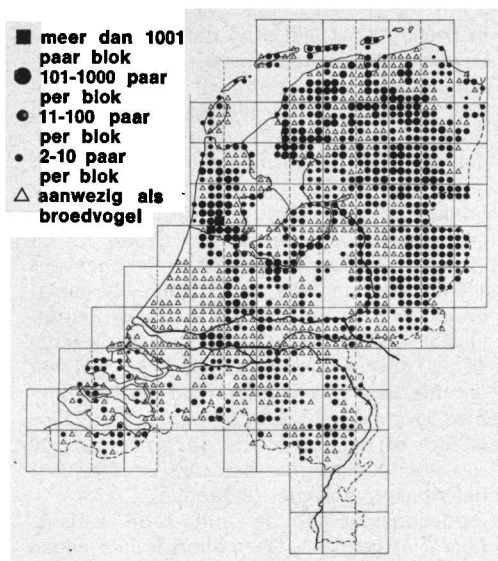 meer dan 1001
paar blok
101-1000 paar
per blok
11-100 paar
per blok
2-10 paar
per blok
aanwezig als
broedvogel